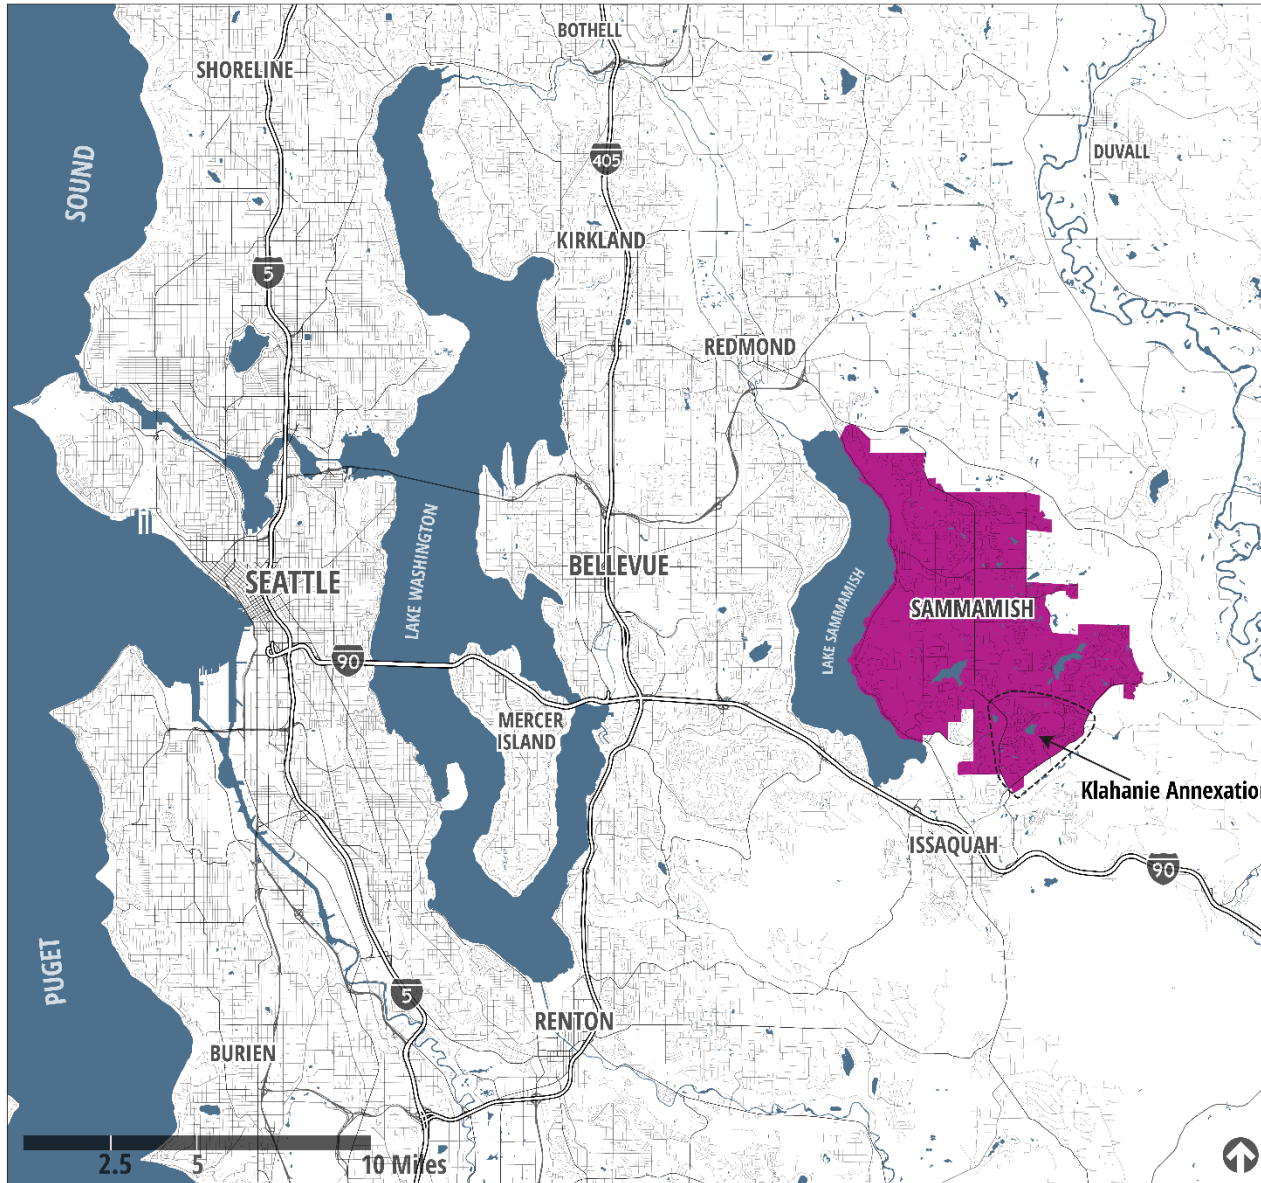 BOTHELL
SHORELINE
SOUND
405
DUVALL
KIRKLAND
5
REDMOND
LAKE WASHINGTON
BELLEVUE
SEATTLE
LAKE SAMMAMISH
SAMMAMISH
90
MERCER
ISLAND
Klahanie Annexation
ISSAQUAH
90
PUGET
5
RENTON
BURIEN
2.5 5 10 Miles